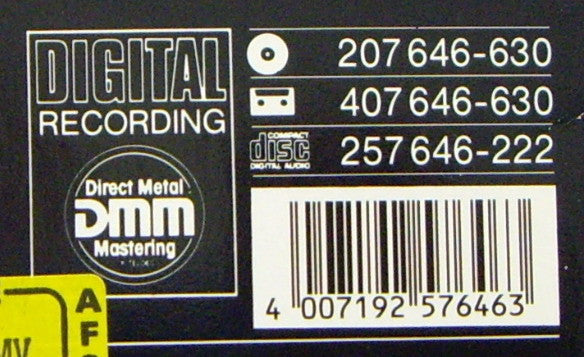 DIGITAL
RECORDING
Direct Metal
DMM
Mastering
207 646-630
407 646-630
COMPACT
disc
DIGITAL AUDIO
257 646-222
4 007192 576463
A
F